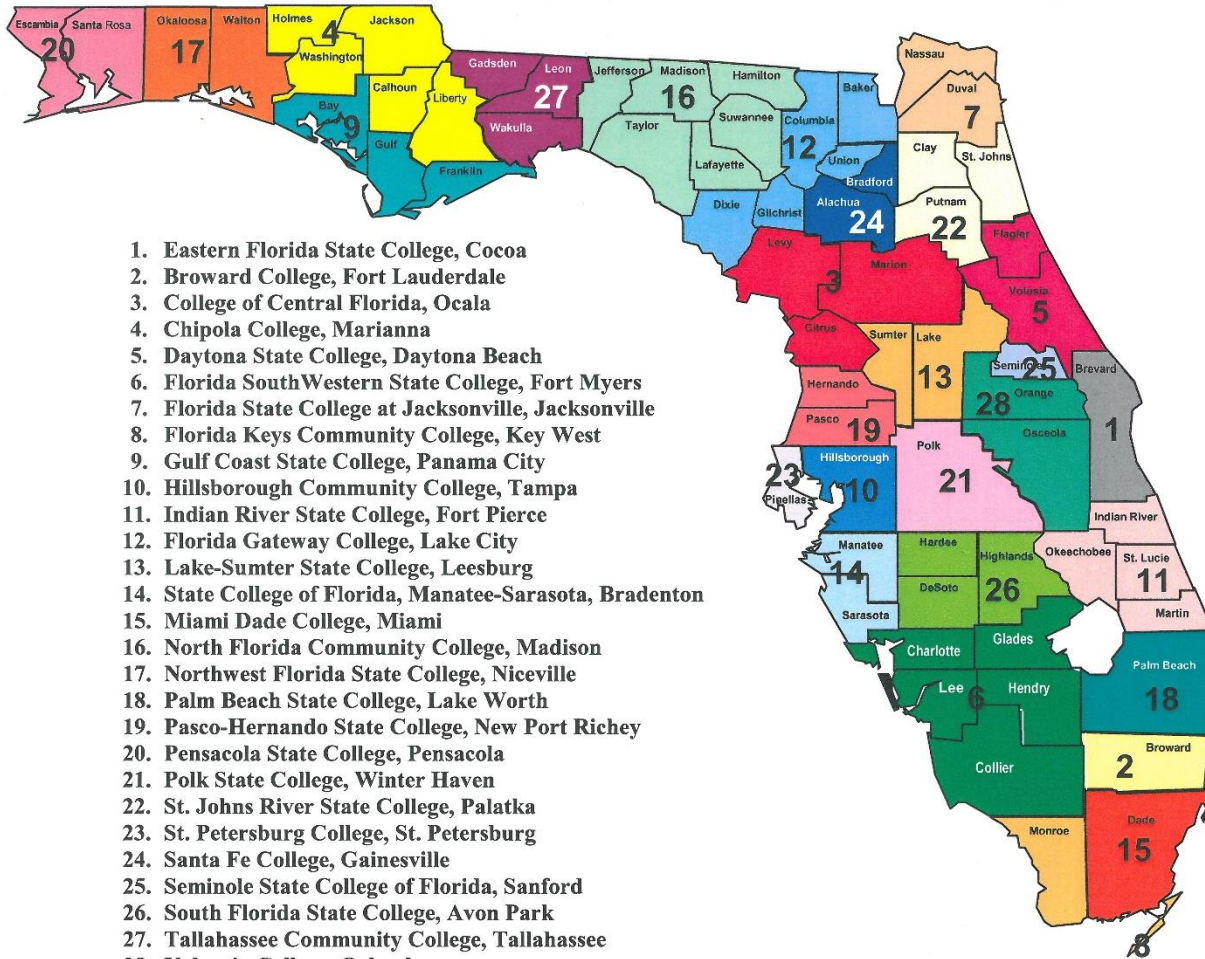 Escambia
Santa Rosa
20
Okaloosa
Walton
17
Holmes
Jackson
4
Washington
Calhoun
Liberty
Bay
9
Gulf
Franklin
Gadsden
Leon
27
Wakulla
Jefferson
Madison
Hamilton
16
Taylor
Suwannee
Lafayette
Columbia
Baker
12
Union
Dixie
Gilchrist
Bradford
Alachua
24
Nassau
Duval
7
Clay
St. Johns
Putnam
22
Flagler
Volusia
5
Levy
Marion
3
Citrus
Sumter
Lake
13
Seminole
25
Orange
28
Osceola
Brevard
1
Hernando
Pasco
19
Polk
21
Hillsborough
10
23
Pinellas
Manatee
14
Sarasota
Hardee
Highlands
DeSoto
26
Indian River
Okeechobee
St. Lucie
11
Martin
Charlotte
Glades
Lee
6
Hendry
Collier
Palm Beach
18
Broward
2
Monroe
Dade
15
8
1. Eastern Florida State College, Cocoa
2. Broward College, Fort Lauderdale
3. College of Central Florida, Ocala
4. Chipola College, Marianna
5. Daytona State College, Daytona Beach
6. Florida SouthWestern State College, Fort Myers
7. Florida State College at Jacksonville, Jacksonville
8. Florida Keys Community College, Key West
9. Gulf Coast State College, Panama City
10. Hillsborough Community College, Tampa
11. Indian River State College, Fort Pierce
12. Florida Gateway College, Lake City
13. Lake-Sumter State College, Leesburg
14. State College of Florida, Manatee-Sarasota, Bradenton
15. Miami Dade College, Miami
16. North Florida Community College, Madison
17. Northwest Florida State College, Niceville
18. Palm Beach State College, Lake Worth
19. Pasco-Hernando State College, New Port Richey
20. Pensacola State College, Pensacola
21. Polk State College, Winter Haven
22. St. Johns River State College, Palatka
23. St. Petersburg College, St. Petersburg
24. Santa Fe College, Gainesville
25. Seminole State College of Florida, Sanford
26. South Florida State College, Avon Park
27. Tallahassee Community College, Tallahassee